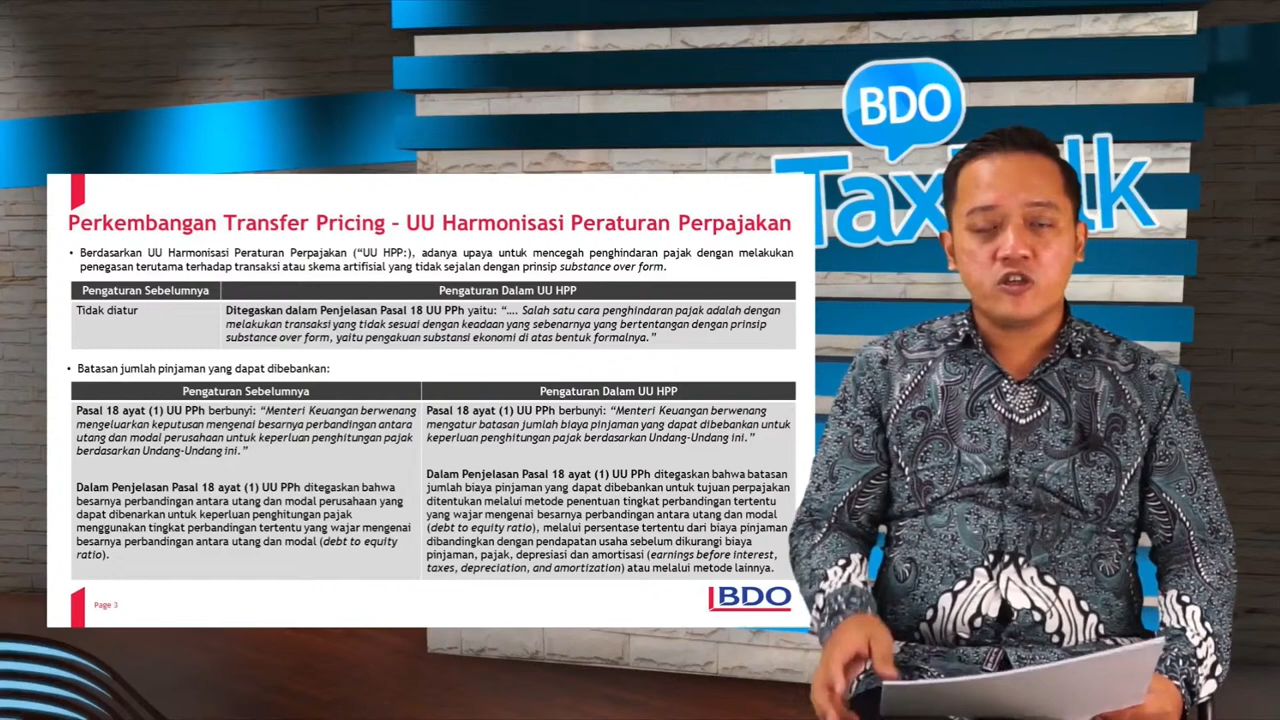 BDO
Tax lk
Perkembangan Transfer Pricing - UU Harmonisasi Peraturan Perpajakan
• Berdasarkan UU Harmonisasi Peraturan Perpajakan (“UU HPP:), adanya upaya untuk mencegah penghindaran pajak dengan melakukan
penegasan terutama terhadap transaksi atau skema artifisial yang tidak sejalan dengan prinsip substance over form.
Pengaturan Sebelumnya
Pengaturan Dalam UU HPP
Tidak diatur
Ditegaskan dalam Penjelasan Pasal 18 UU PPh yaitu: “…. Salah satu cara penghindaran pajak adalah dengan
melakukan transaksi yang tidak sesuai dengan keadaan yang sebenarnya yang bertentangan dengan prinsip
substance over form, yaitu pengakuan substansi ekonomi di atas bentuk formalnya.”
• Batasan jumlah pinjaman yang dapat dibebankan:
Pengaturan Sebelumnya
Pasal 18 ayat (1) UU PPh berbunyi: “Menteri Keuangan berwenang
mengeluarkan keputusan mengenai besarnya perbandingan antara
utang dan modal perusahaan untuk keperluan penghitungan pajak
berdasarkan Undang-Undang ini.”
Dalam Penjelasan Pasal 18 ayat (1) UU PPh ditegaskan bahwa
besarnya perbandingan antara utang dan modal perusahaan yang
dapat dibenarkan untuk keperluan penghitungan pajak
menggunakan tingkat perbandingan tertentu yang wajar mengenai
besarnya perbandingan antara utang dan modal (debt to equity
ratio).
Pengaturan Dalam UU HPP
Pasal 18 ayat (1) UU PPh berbunyi: “Menteri Keuangan berwenang
mengatur batasan jumlah biaya pinjaman yang dapat dibebankan untuk
keperluan penghitungan pajak berdasarkan Undang-Undang ini.”
Dalam Penjelasan Pasal 18 ayat (1) UU PPh ditegaskan bahwa batasan
jumlah biaya pinjaman yang dapat dibebankan untuk tujuan perpajakan
ditentukan melalui metode penentuan tingkat perbandingan tertentu
yang wajar mengenai besarnya perbandingan antara utang dan modal
(debt to equity ratio), melalui persentase tertentu dari biaya pinjaman
dibandingkan dengan pendapatan usaha sebelum dikurangi biaya
pinjaman, pajak, depresiasi dan amortisasi (earnings before interest,
taxes, depreciation, and amortization) atau melalui metode lainnya.
Page 3
BDO